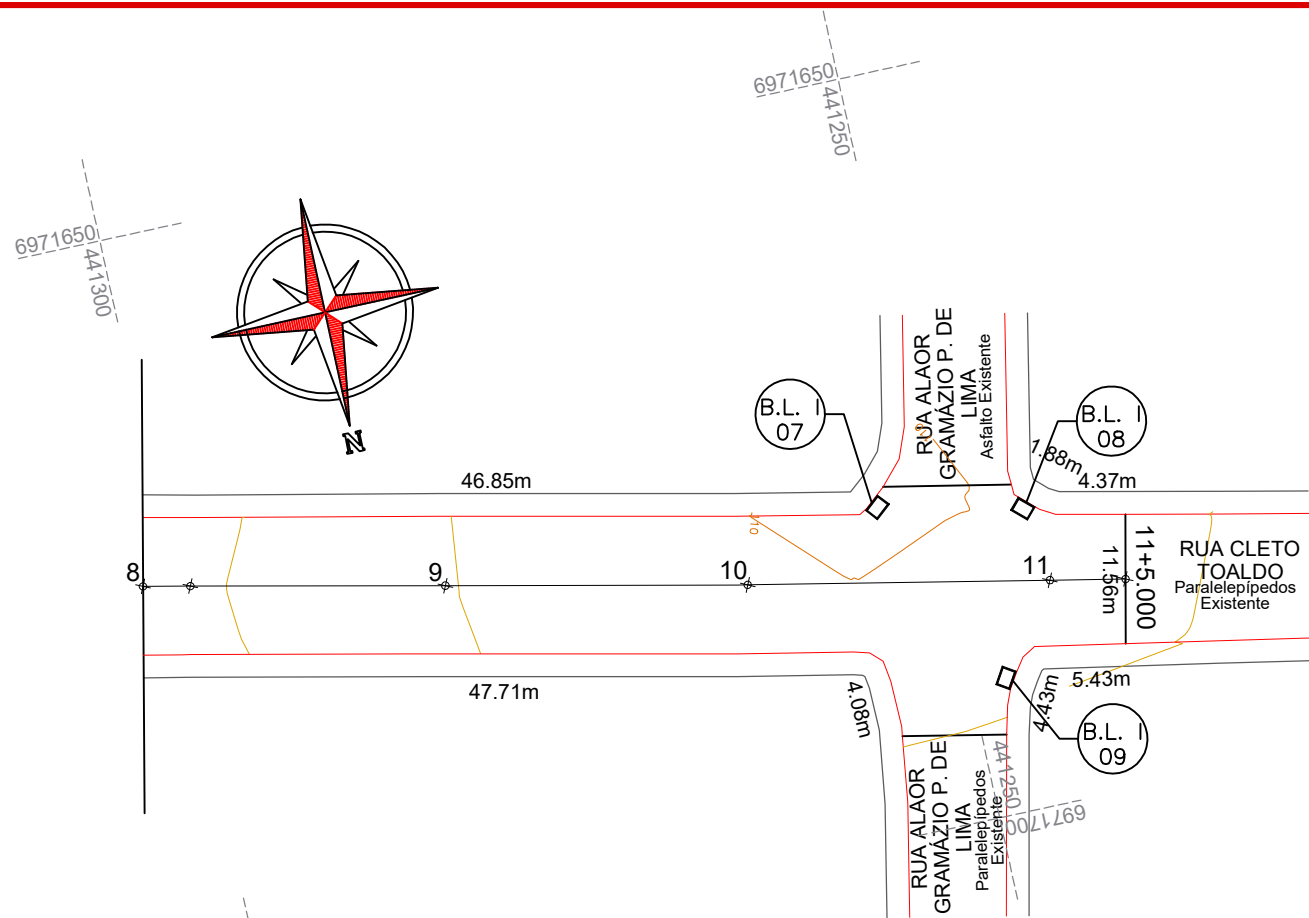 6971650
441250
6971650
441300
N
RUA ALAOR
GRAMÁZIO P. DE
LIMA
Asfalto Existente
B.L. I
07
B.L. I
08
1.88m
46.85m
4.37m
110
8
9
10
11
11+5.000
11.56m
RUA CLETO
TOALDO
Paralelepípedos
Existente
47.71m
4.08m
4.43m
5.43m
B.L. I
09
RUA ALAOR
GRAMÁZIO P. DE
LIMA
Paralelepípedos
Existente
441250
6971700